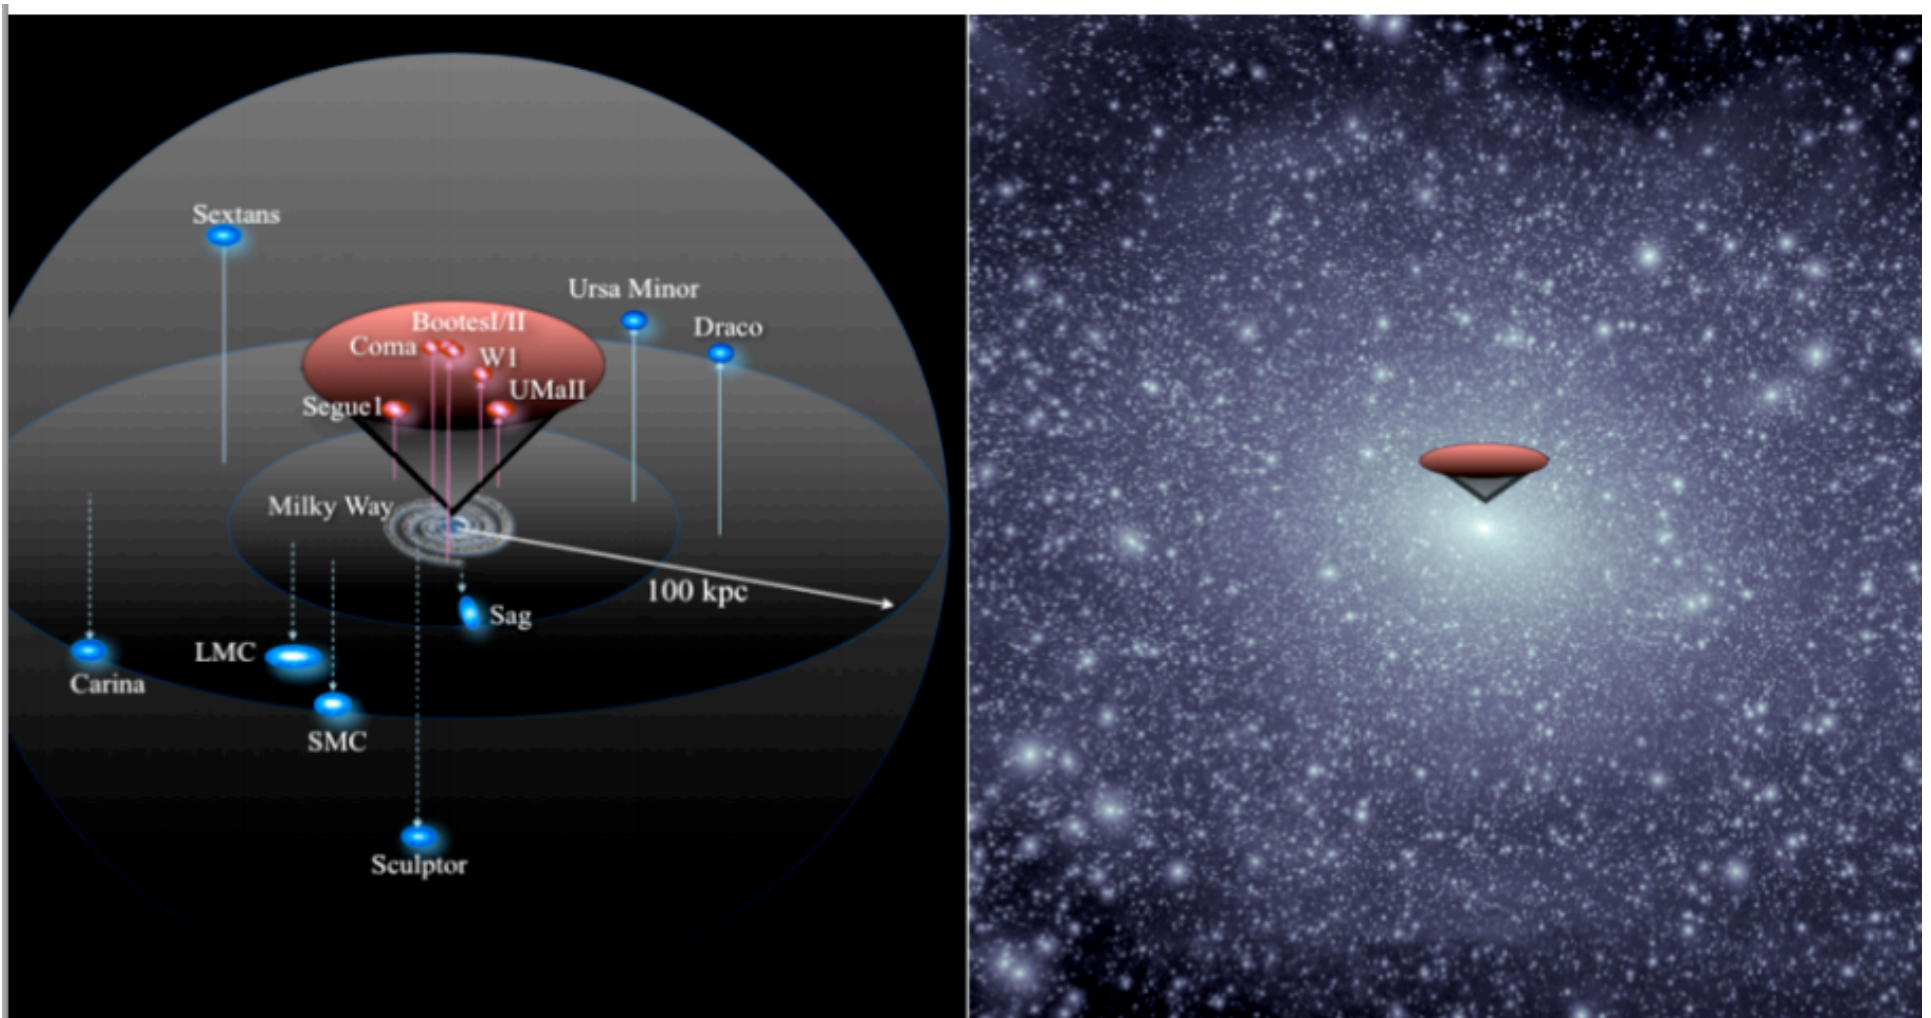 Sextans
Ursa Minor
BootesI/II
Draco
Coma
W1
UMaII
Segue1
Milky Way
100 kpc
Sag
LMC
Carina
SMC
Sculptor